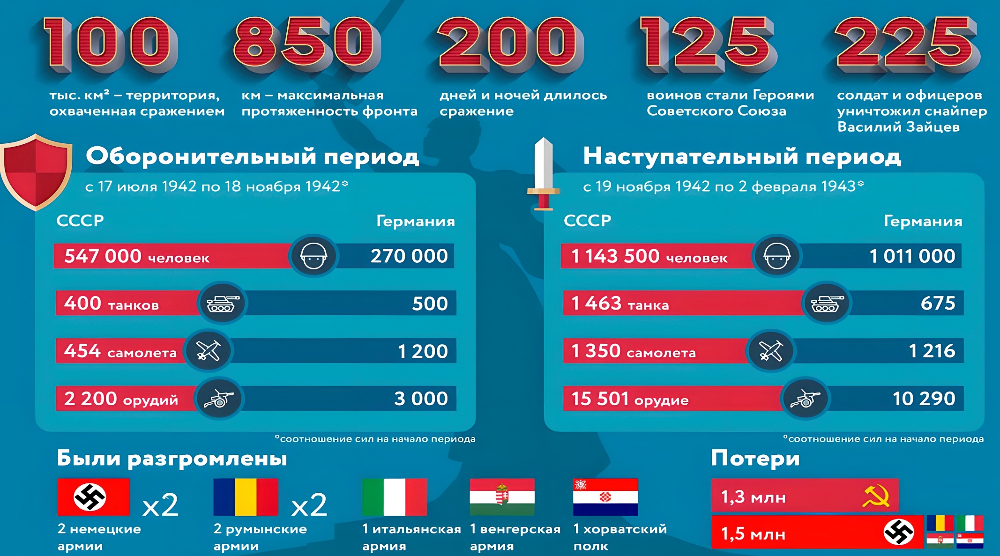 100
тыс. км² – территория,
охваченная сражением
850
км – максимальная
протяженность фронта
200
дней и ночей длилось
сражение
125
воинов стали Героями
Советского Союза
225
солдат и офицеров
уничтожил снайпер
Василий Зайцев
Оборонительный период
с 17 июля 1942 по 18 ноября 1942*
СССР Германия
547 000 человек 270 000
400 танков 500
454 самолета 1 200
2 200 орудий 3 000
*соотношение сил на начало периода
Наступательный период
с 19 ноября 1942 по 2 февраля 1943*
СССР Германия
1 143 500 человек 1 011 000
1 463 танка 675
1 350 самолета 1 216
15 501 орудие 10 290
*соотношение сил на начало периода
Были разгромлены
x2
2 немецкие
армии
x2
2 румынские
армии
1 итальянская
армия
1 венгерская
армия
1 хорватский
полк
Потери
1,3 млн
1,5 млн